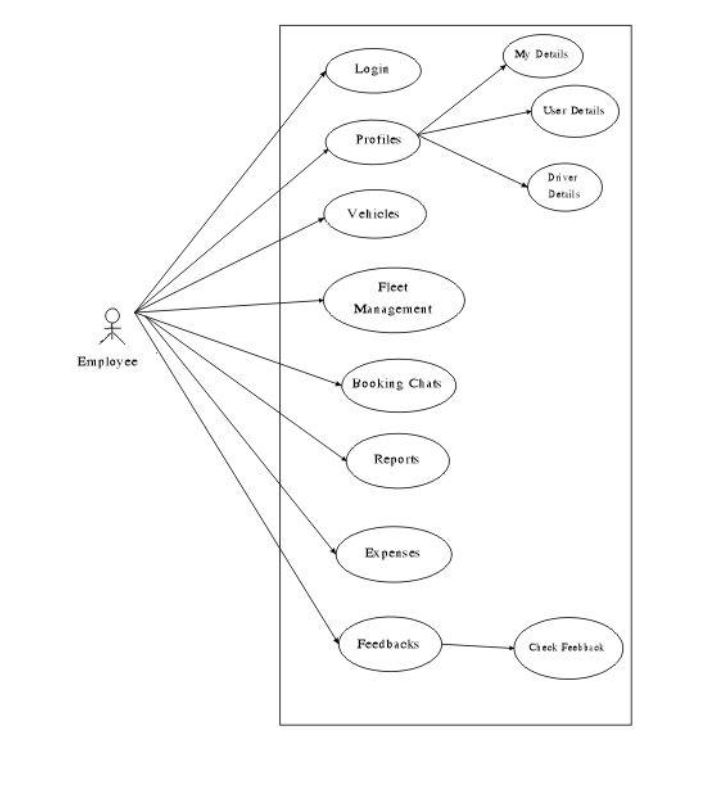 Login
My Details
User Details
Profiles
Driver
Details
Vehicles
Fleet
Management
Employee
Booking Chats
Reports
Expenses
Feedbacks
Check Feebback